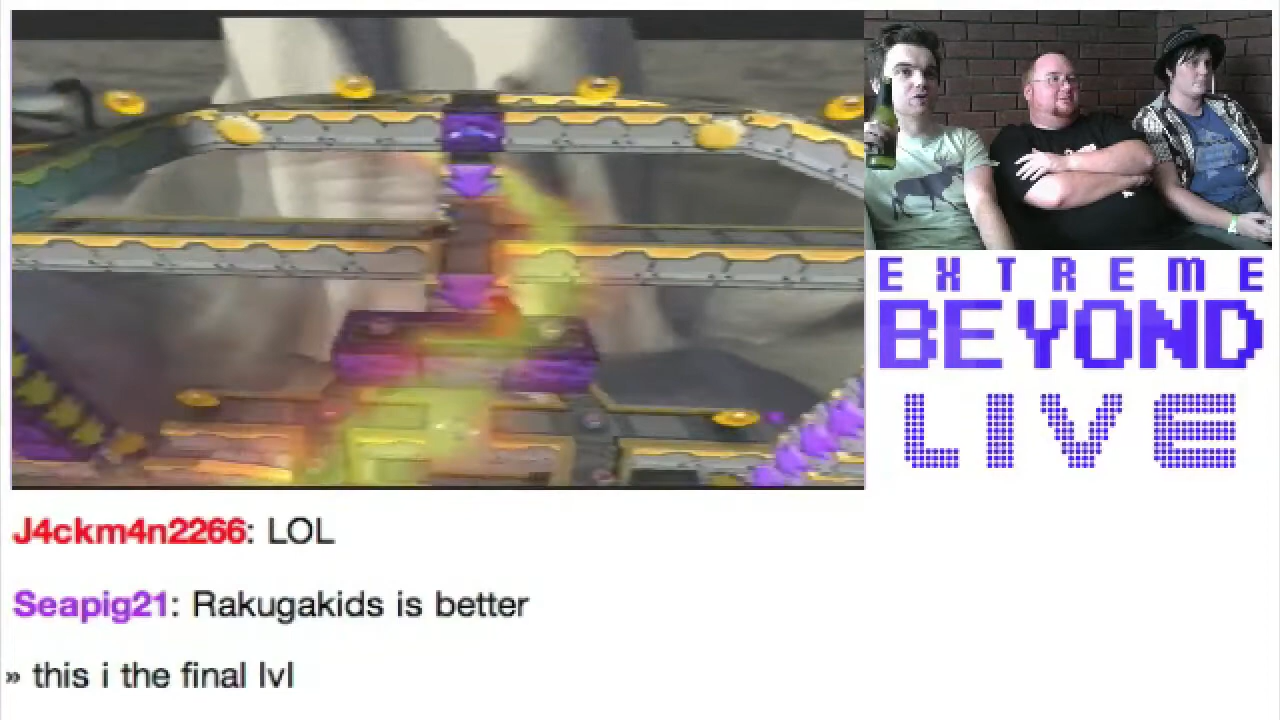 EXTREME
BEYOND
LIVE
J4ckm4n2266: LOL
Seapig21: Rakugakids is better
» this i the final lvl